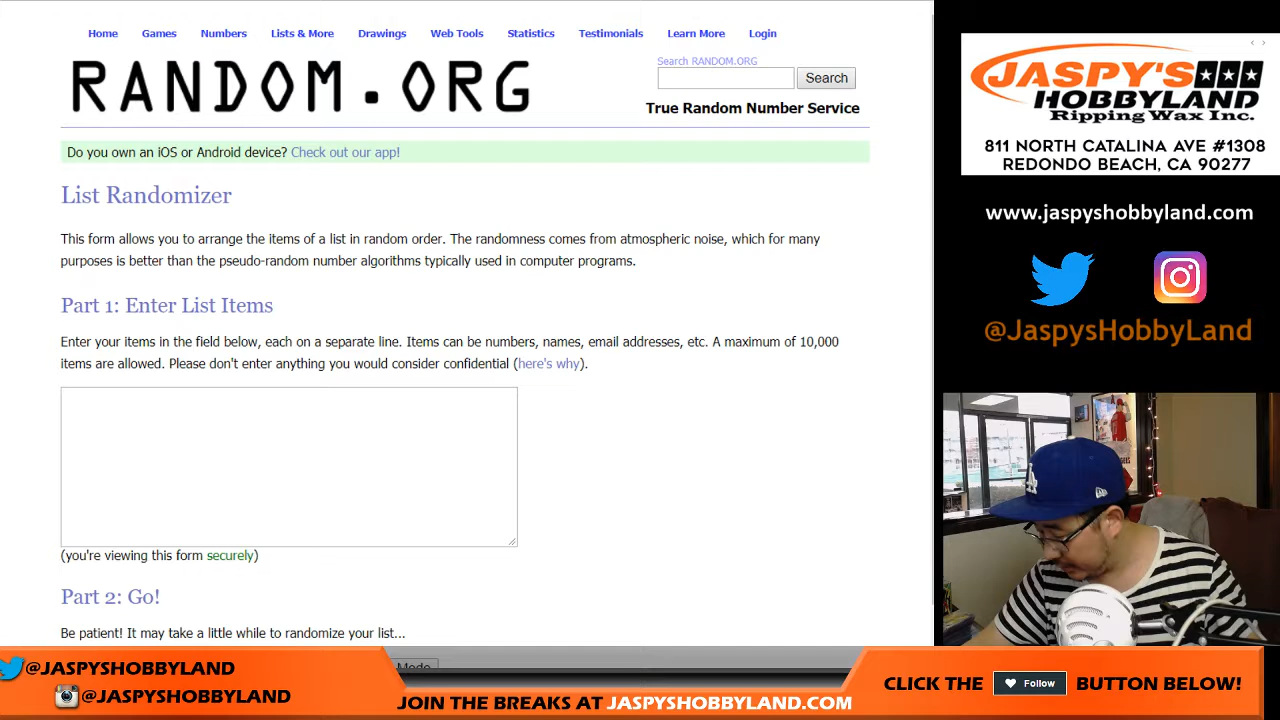 Home Games Numbers Lists & More Drawings Web Tools Statistics Testimonials Learn More Login
RANDOM.ORG
Search RANDOM.ORG
Search
True Random Number Service
Do you own an iOS or Android device? Check out our app!
List Randomizer
This form allows you to arrange the items of a list in random order. The randomness comes from atmospheric noise, which for many
purposes is better than the pseudo-random number algorithms typically used in computer programs.
Part 1: Enter List Items
Enter your items in the field below, each on a separate line. Items can be numbers, names, email addresses, etc. A maximum of 10,000
items are allowed. Please don't enter anything you would consider confidential (here's why).
(you're viewing this form securely)
Part 2: Go!
Be patient! It may take a little while to randomize your list...
JASPY'S
HOBBYLAND
Ripping Wax Inc.
811 NORTH CATALINA AVE #1308
REDONDO BEACH, CA 90277
www.jaspyshobbyland.com
@JaspysHobbyLand
LA
@JASPYSHOBBYLAND
@JASPYSHOBBYLAND
JOIN THE BREAKS AT JASPYSHOBBYLAND.COM
CLICK THE Follow BUTTON BELOW!